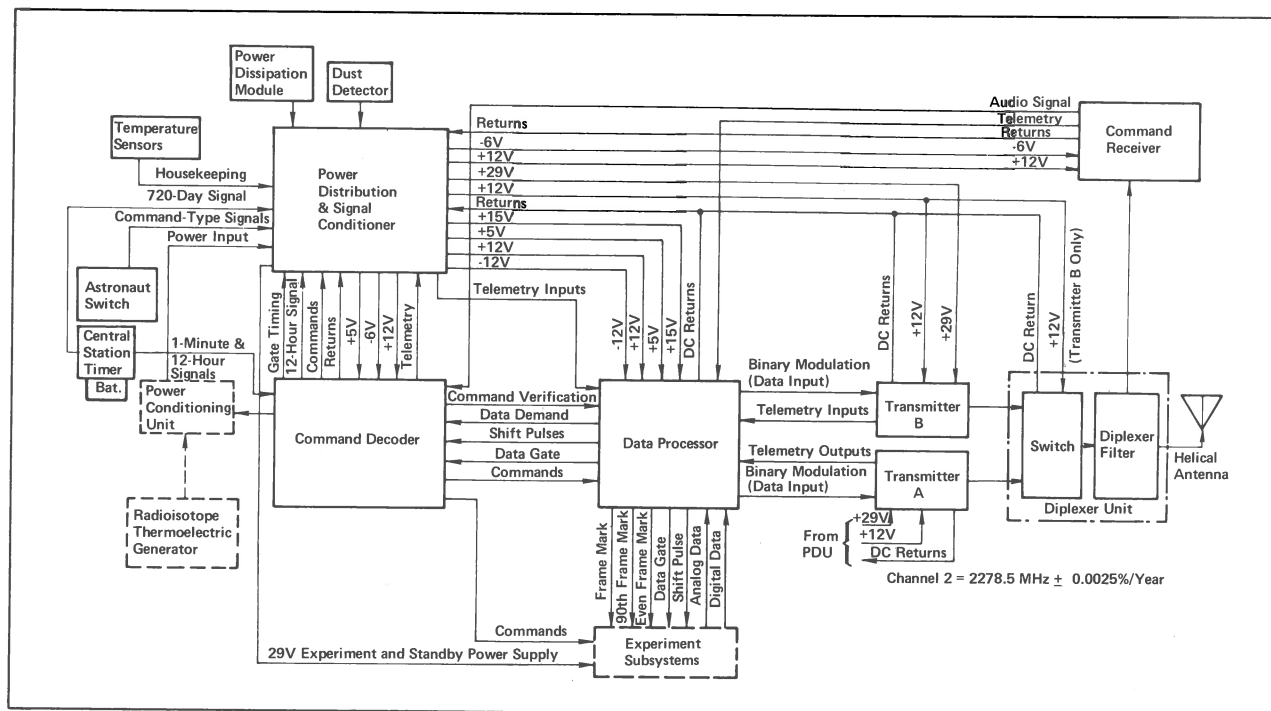 Power
Dissipation
Module
Dust
Detector
Temperature
Sensors
Housekeeping
720-Day Signal
Command-Type Signals
Power Input
Astronaut
Switch
Central
Station
Timer
Bat.
1-Minute &
12-Hour
Signals
Power
Conditioning
Unit
Radioisotope
Thermoelectric
Generator
Power
Distribution
& Signal
Conditioner
Returns
-6V
+12V
+29V
+12V
Returns
+15V
+5V
+12V
-12V
Audio Signal
Telemetry
Returns
-6V
+12V
Command
Receiver
Gate Timing
12-Hour Signal
Commands
Returns
+5V
-6V
+12V
Telemetry
Telemetry Inputs
-12V
+12V
+5V
+15V
DC Returns
DC Returns
+12V
+29V
DC Return
+12V
(Transmitter B Only)
Command Decoder
Command Verification
Data Demand
Shift Pulses
Data Gate
Commands
Data Processor
Binary Modulation
(Data Input)
Telemetry Inputs
Telemetry Outputs
Binary Modulation
(Data Input)
Transmitter
B
Transmitter
A
Switch
Diplexer
Filter
Diplexer Unit
Helical
Antenna
From
PDU
+29V
+12V
DC Returns
Channel 2 = 2278.5 MHz ± 0.0025%/Year
Frame Mark
90th Frame Mark
Even Frame Mark
Data Gate
Shift Pulse
Analog Data
Digital Data
Commands
29V Experiment and Standby Power Supply
Experiment
Subsystems